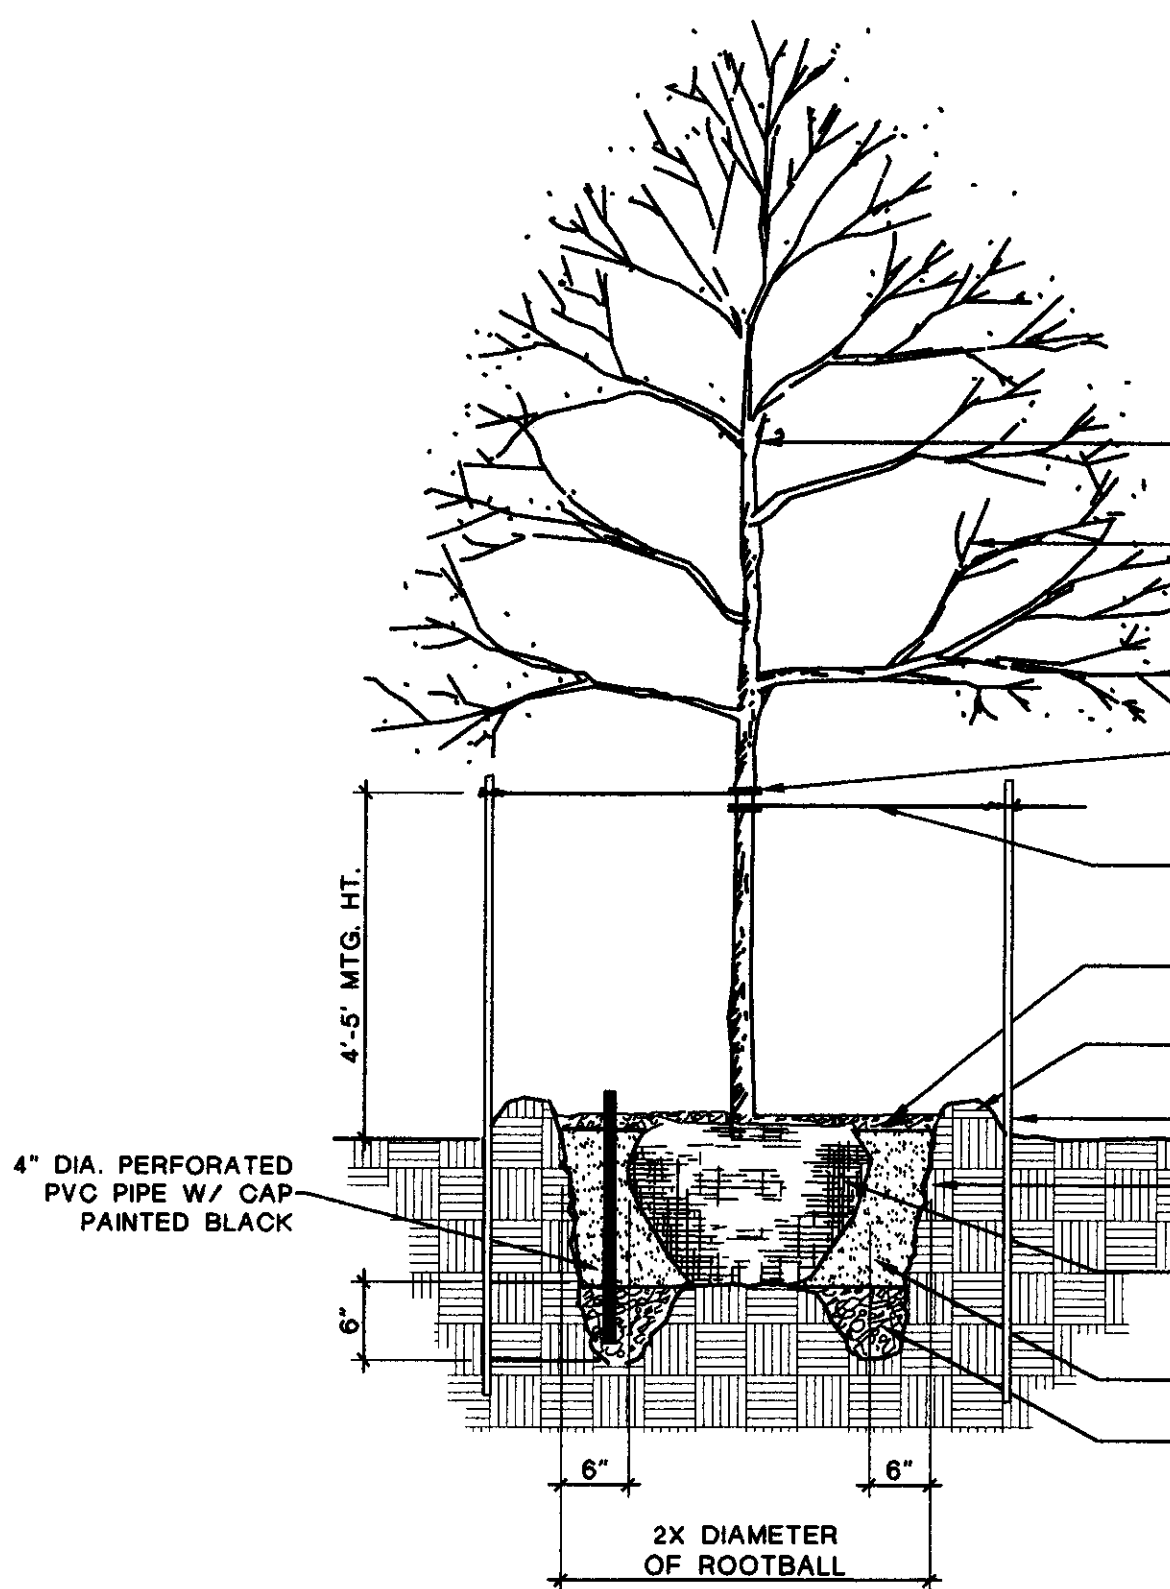 4'-5' MTG. HT.
4" DIA. PERFORATED
PVC PIPE W/ CAP
PAINTED BLACK
6"
6"
6"
2X DIAMETER
OF ROOTBALL